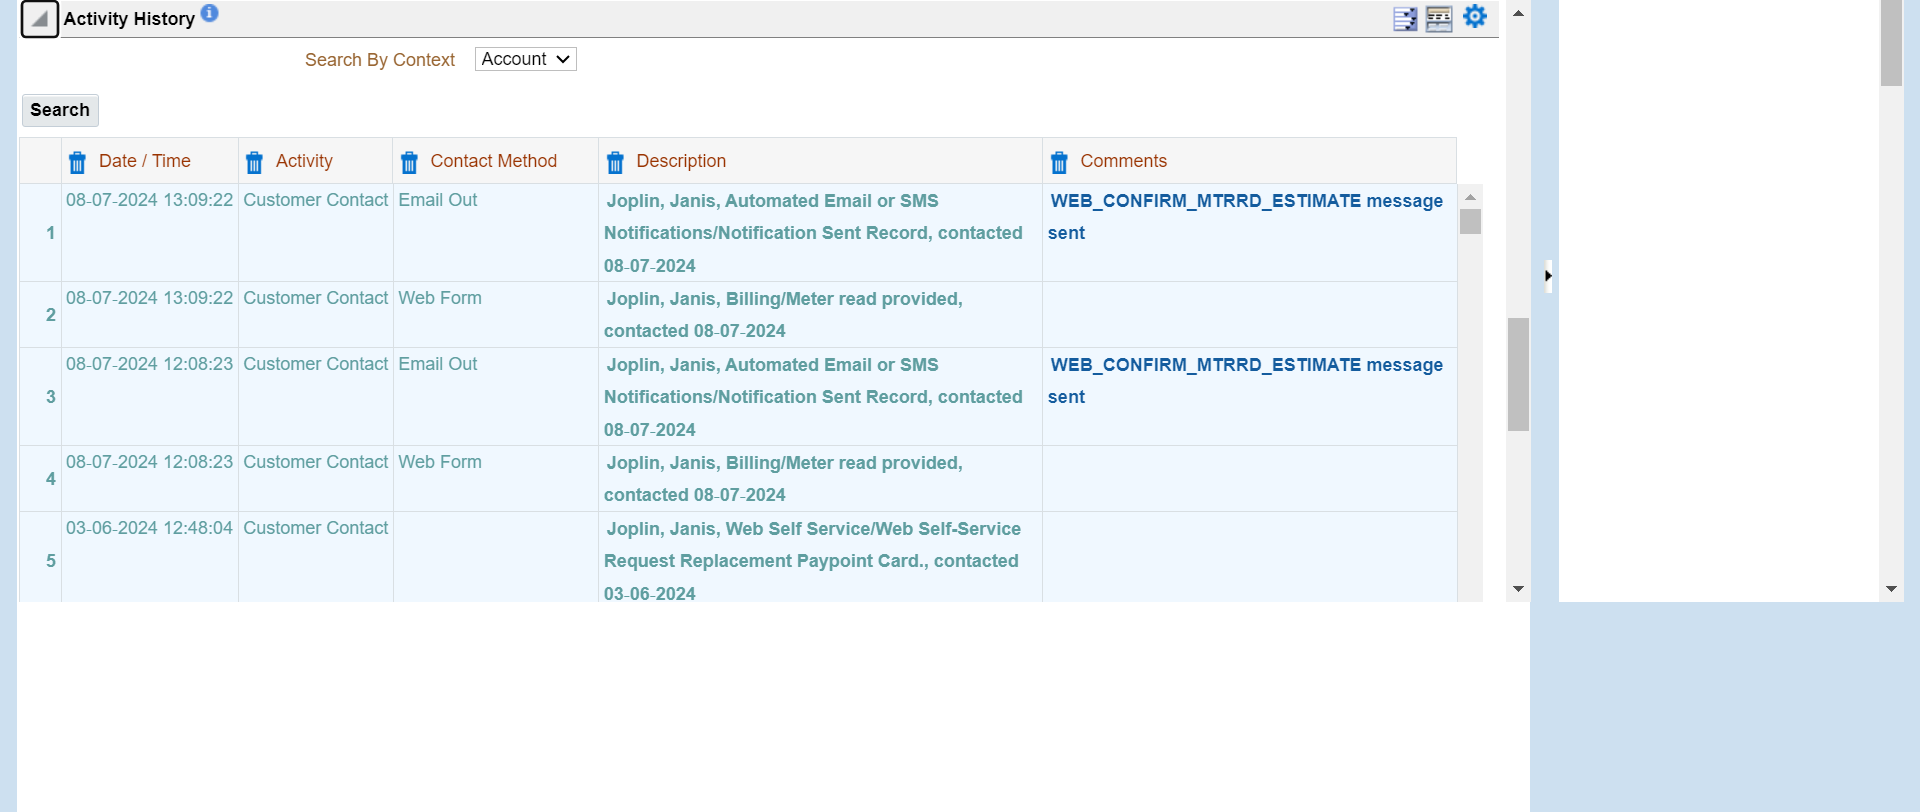 Activity History
Search By Context Account
Search
Date / Time Activity Contact Method Description Comments
1 08-07-2024 13:09:22 Customer Contact Email Out Joplin, Janis, Automated Email or SMS WEB_CONFIRM_MTRRD_ESTIMATE message
Notifications/Notification Sent Record, contacted sent
08-07-2024
2 08-07-2024 13:09:22 Customer Contact Web Form Joplin, Janis, Billing/Meter read provided,
contacted 08-07-2024
3 08-07-2024 12:08:23 Customer Contact Email Out Joplin, Janis, Automated Email or SMS WEB_CONFIRM_MTRRD_ESTIMATE message
Notifications/Notification Sent Record, contacted sent
08-07-2024
4 08-07-2024 12:08:23 Customer Contact Web Form Joplin, Janis, Billing/Meter read provided,
contacted 08-07-2024
5 03-06-2024 12:48:04 Customer Contact Joplin, Janis, Web Self Service/Web Self-Service
Request Replacement Paypoint Card., contacted
03-06-2024